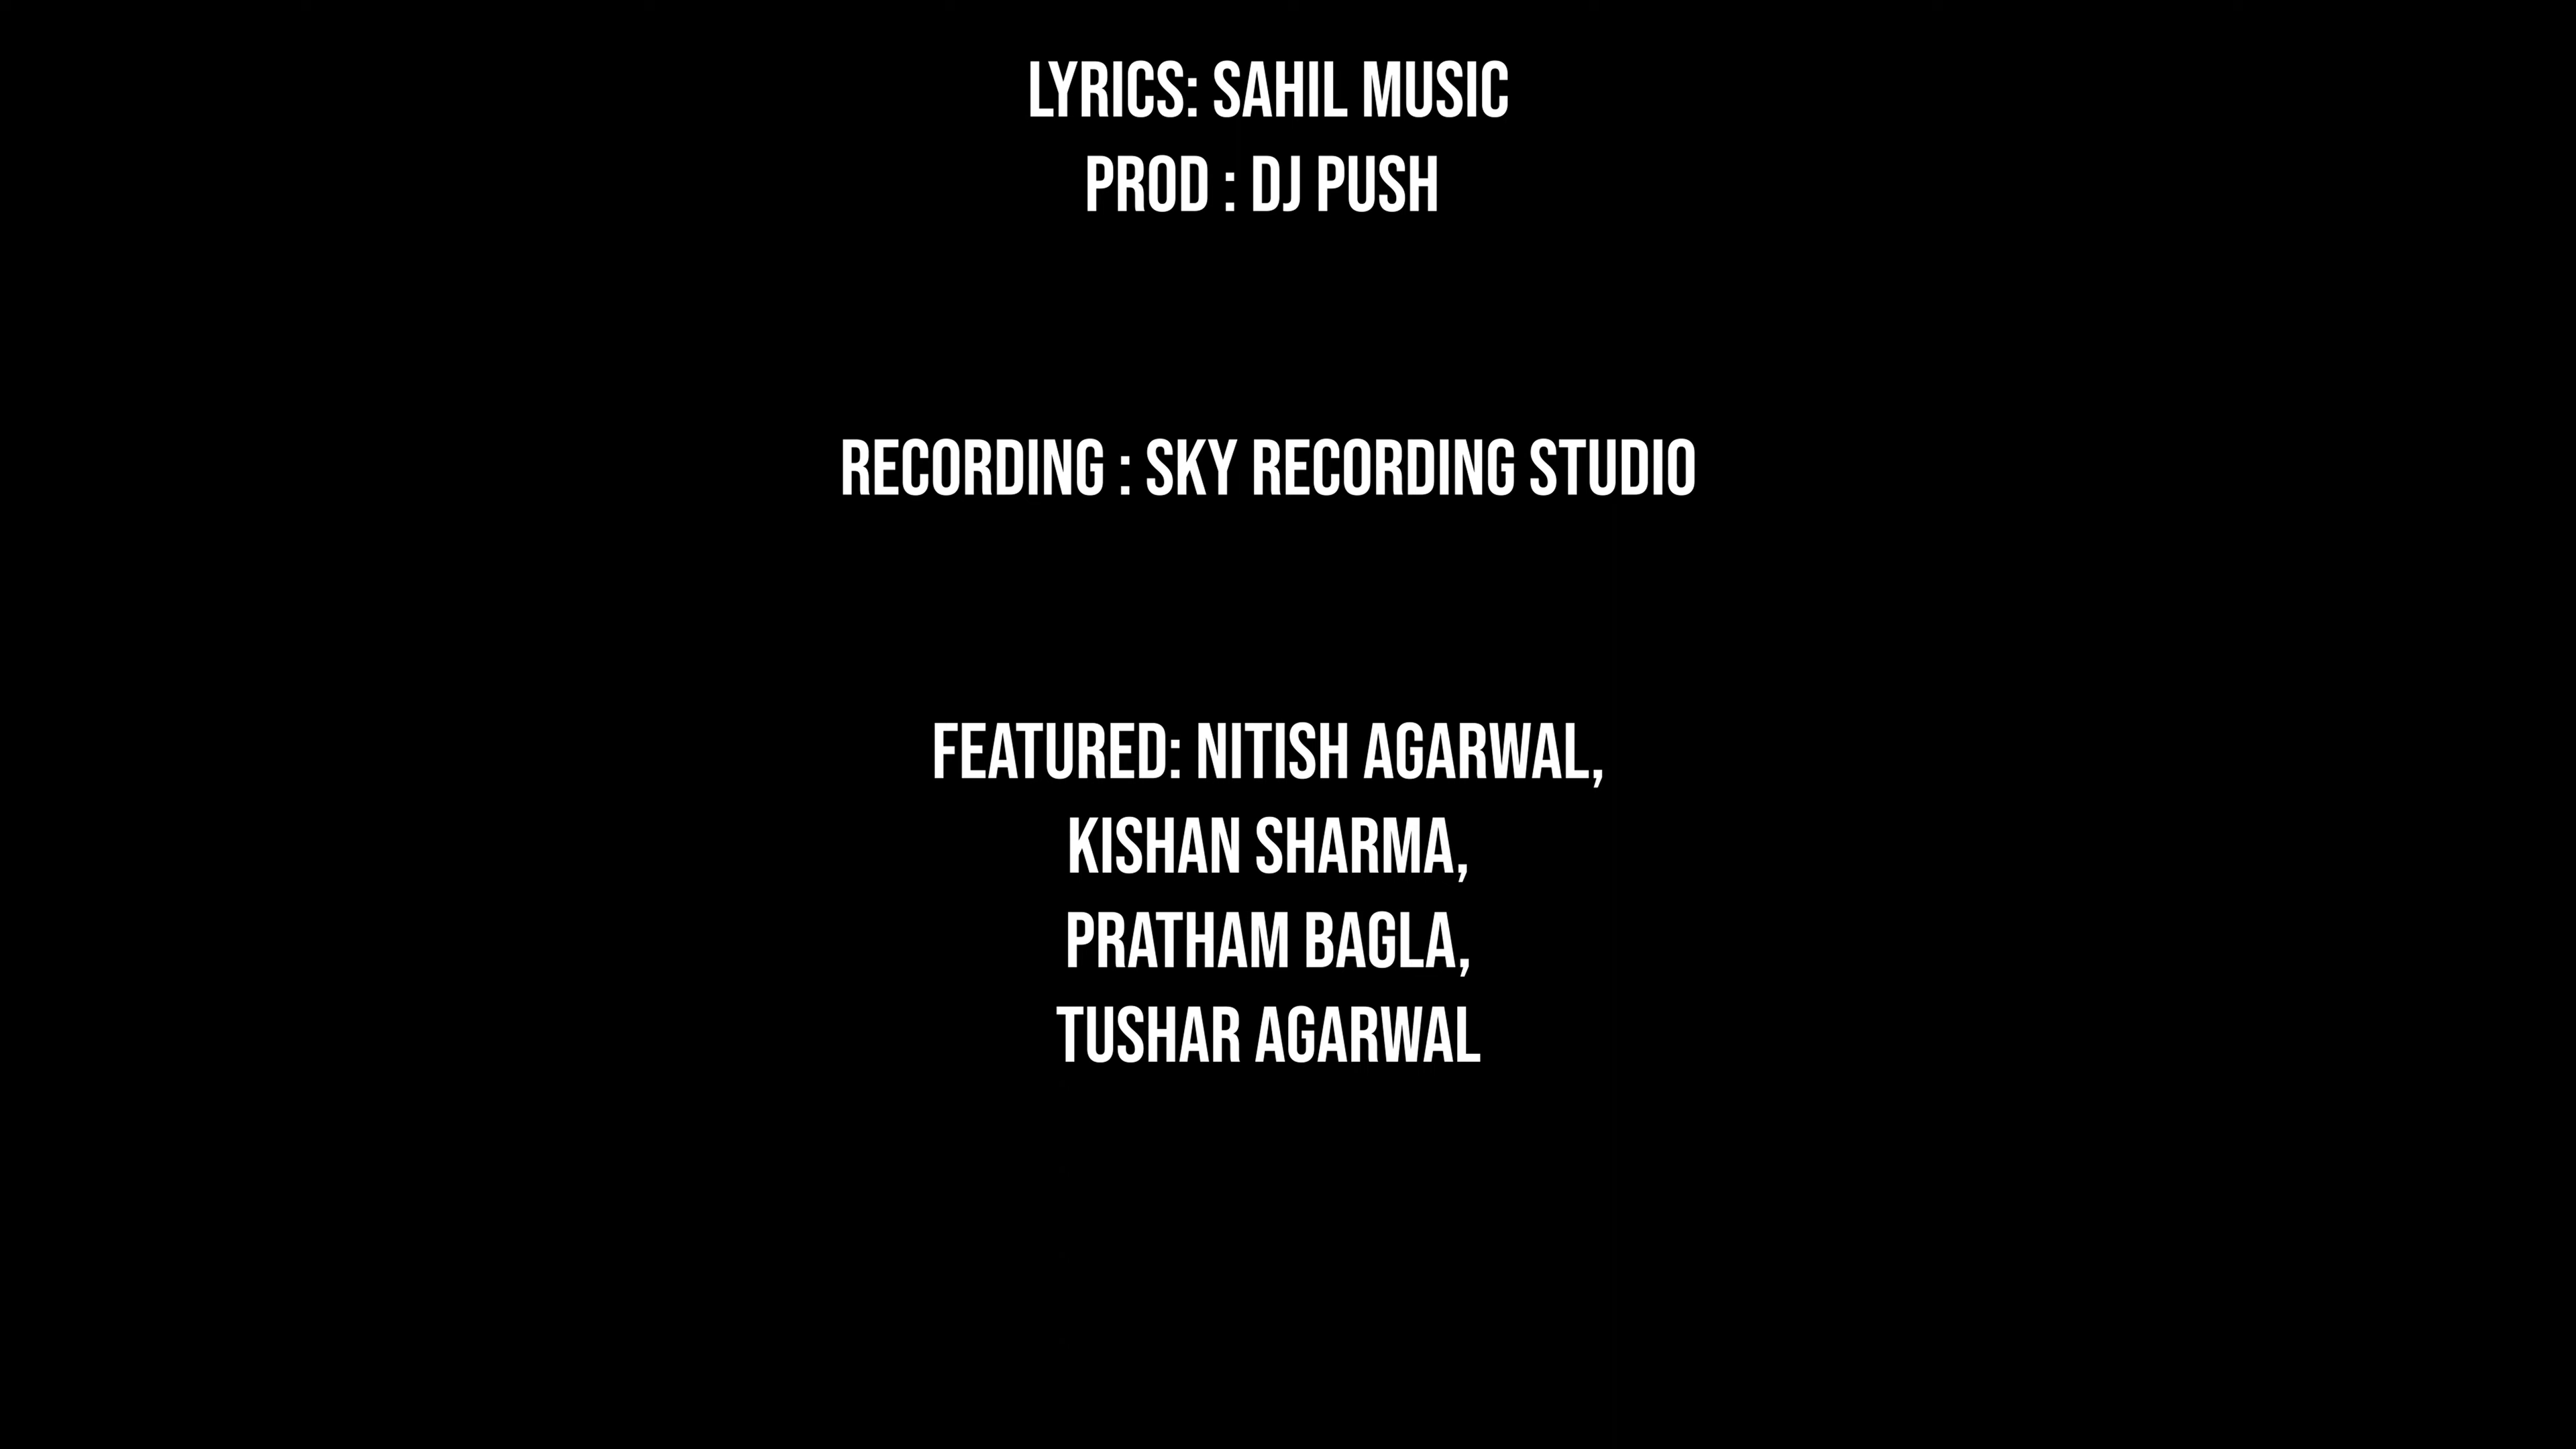 LYRICS: SAHIL MUSIC
PROD : DJ PUSH
RECORDING : SKY RECORDING STUDIO
FEATURED: NITISH AGARWAL,
KISHAN SHARMA,
PRATHAM BAGLA,
TUSHAR AGARWAL